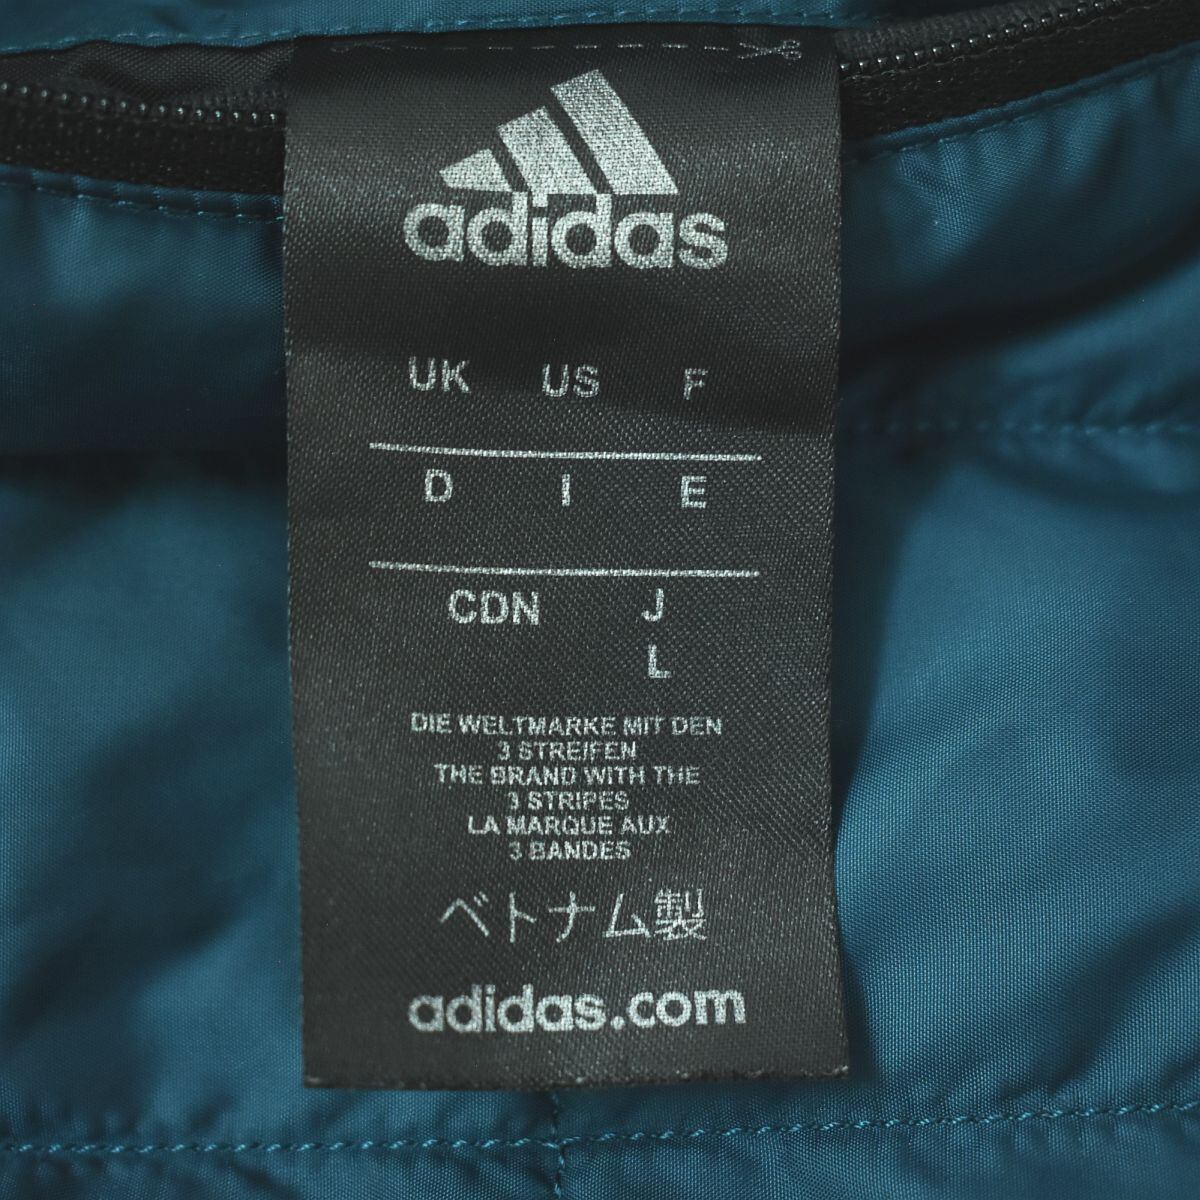 adidas
UK US F
D I E
CDN J
L
DIE WELTMARKE MIT DEN
3 STREIFEN
THE BRAND WITH THE
3 STRIPES
LA MARQUE AUX
3 BANDES
ベトナム製
adidas.com